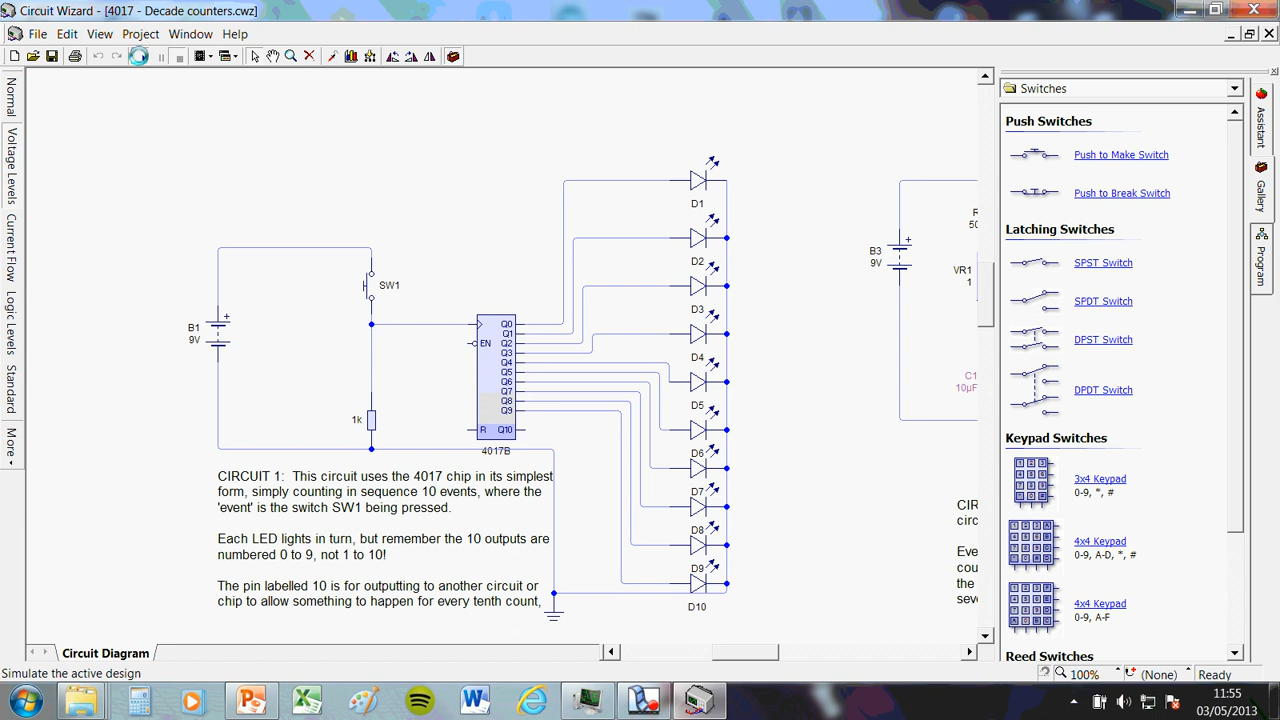 Circuit Wizard - [4017 - Decade counters.cwz]
File Edit View Project Window Help
Normal
Voltage Levels
Current Flow
Logic Levels
Standard
More
Switches
Push Switches
Push to Make Switch
Push to Break Switch
Latching Switches
SPST Switch
SPDT Switch
DPST Switch
DPDT Switch
Keypad Switches
3x4 Keypad
0-9, *, #
4x4 Keypad
0-9, A-D, *, #
4x4 Keypad
0-9, A-F
Reed Switches
Assistant
Gallery
Program
D1
D2
D3
D4
D5
D6
D7
D8
D9
D10
SW1
B1
9V
1k
EN
R
Q0
Q1
Q2
Q3
Q4
Q5
Q6
Q7
Q8
Q9
Q10
4017B
B3
9V
R
50
VR1
1
C1
10µF
CIRCUIT 1: This circuit uses the 4017 chip in its simplest
form, simply counting in sequence 10 events, where the
'event' is the switch SW1 being pressed.
Each LED lights in turn, but remember the 10 outputs are
numbered 0 to 9, not 1 to 10!
The pin labelled 10 is for outputting to another circuit or
chip to allow something to happen for every tenth count,
CIR
circ
Eve
cou
the
seve
Circuit Diagram
Simulate the active design
100%
(None)
Ready
11:55
03/05/2013